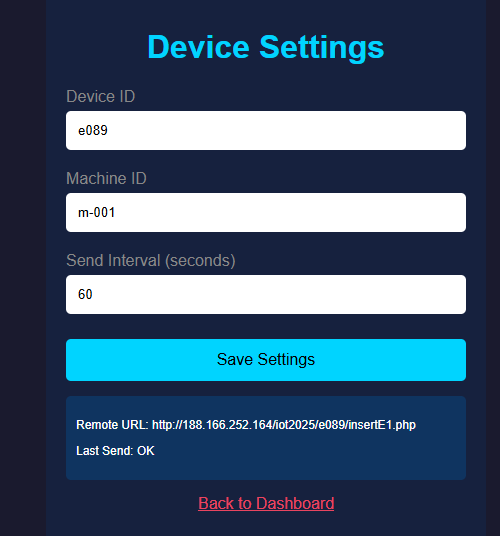 Device Settings
Device ID
e089
Machine ID
m-001
Send Interval (seconds)
60
Save Settings
Remote URL: http://188.166.252.164/iot2025/e089/insertE1.php
Last Send: OK
Back to Dashboard